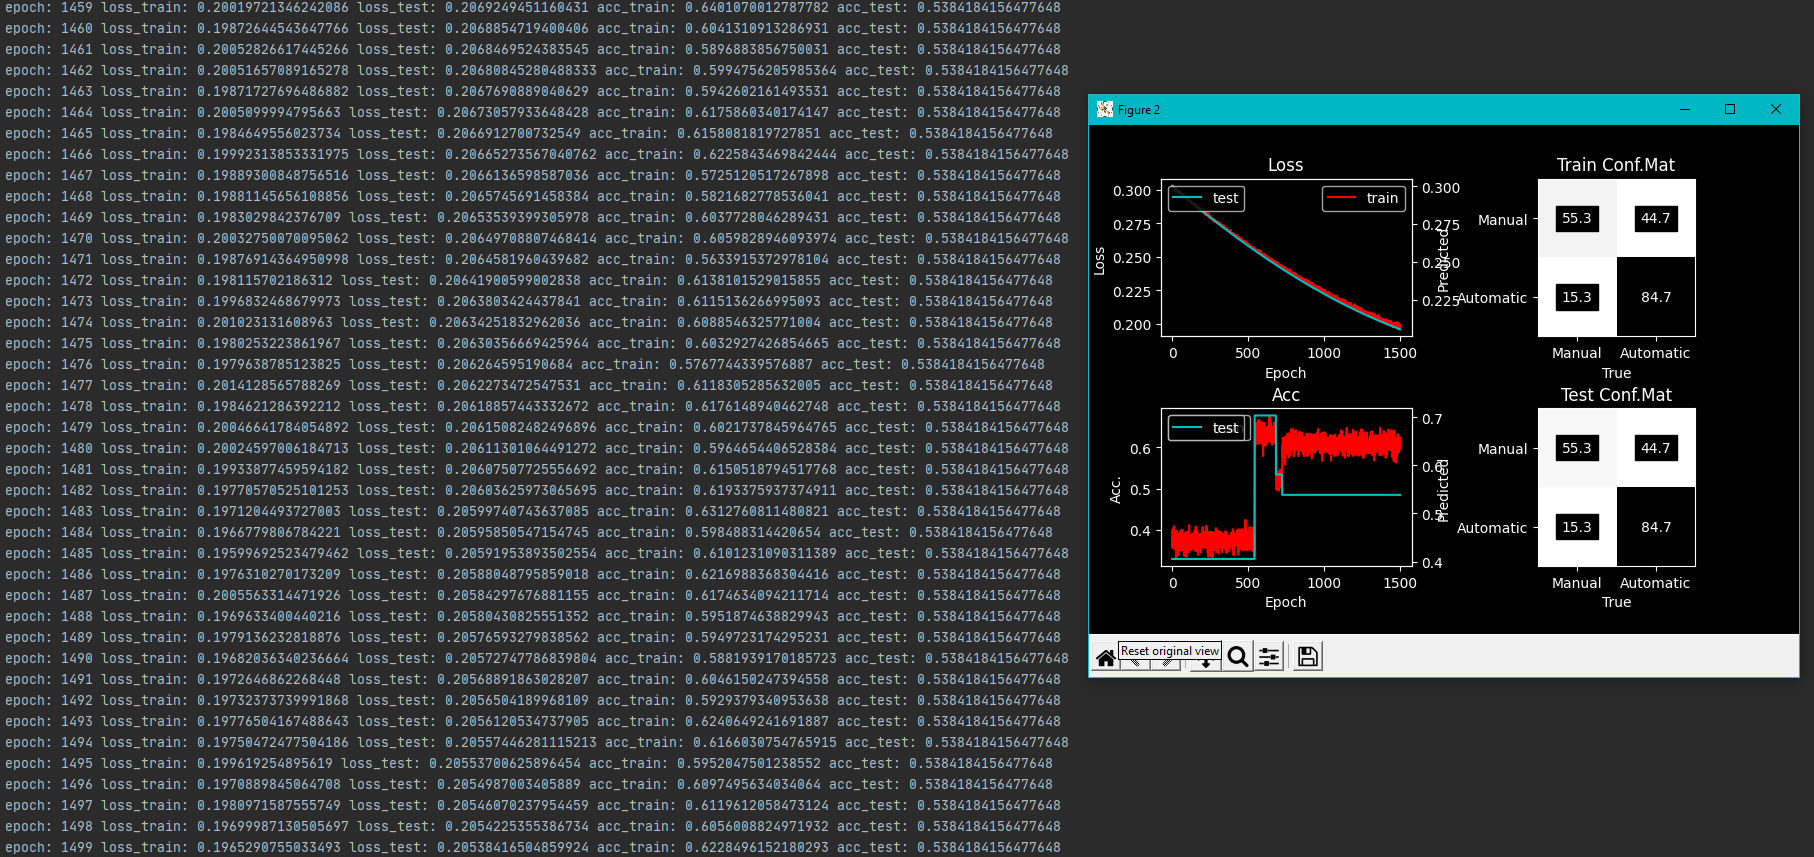 epoch: 1459 loss_train: 0.20019721346242086 loss_test: 0.2069249451160431 acc_train: 0.6401070012787782 acc_test: 0.5384184156477648
epoch: 1460 loss_train: 0.19872644543647766 loss_test: 0.2068854719400406 acc_train: 0.604131091328693​1 acc_test: 0.5384184156477648
epoch: 1461 loss_train: 0.20052826617445266 loss_test: 0.2068469524383545 acc_train: 0.5896883856750031 acc_test: 0.5384184156477648
epoch: 1462 loss_train: 0.20051657089165278 loss_test: 0.20680845280488333 acc_train: 0.5994756205985364 acc_test: 0.5384184156477648
epoch: 1463 loss_train: 0.19871727696486882 loss_test: 0.2067690889040629 acc_train: 0.5942602161493531 acc_test: 0.5384184156477648
epoch: 1464 loss_train: 0.2005099994795663 loss_test: 0.20673057933648428 acc_train: 0.6175860340174147 acc_test: 0.5384184156477648
epoch: 1465 loss_train: 0.1984649556023734 loss_test: 0.2066912700732549 acc_train: 0.6158081819727851 acc_test: 0.5384184156477648
epoch: 1466 loss_train: 0.19992313853331975 loss_test: 0.20665273567040762 acc_train: 0.6225843469842444 acc_test: 0.5384184156477648
epoch: 1467 loss_train: 0.19889300848756516 loss_test: 0.2066136598587036 acc_train: 0.5725120517267898 acc_test: 0.5384184156477648
epoch: 1468 loss_train: 0.19881145656108856 loss_test: 0.2065745691458384 acc_train: 0.5821682778536041 acc_test: 0.5384184156477648
epoch: 1469 loss_train: 0.1983029842376709 loss_test: 0.20653539399305978 acc_train: 0.6037728046289431 acc_test: 0.5384184156477648
epoch: 1470 loss_train: 0.20032750070095062 loss_test: 0.20649708807468414 acc_train: 0.6059828946093974 acc_test: 0.5384184156477648
epoch: 1471 loss_train: 0.19876914364950998 loss_test: 0.2064581960439682 acc_train: 0.5633915372978104 acc_test: 0.5384184156477648
epoch: 1472 loss_train: 0.198115702186312 loss_test: 0.20641900599002838 acc_train: 0.61381015290​15855 acc_test: 0.5384184156477648
epoch: 1473 loss_train: 0.19968324686​79973 loss_test: 0.2063803424437841 acc_train: 0.6115136266995093 acc_test: 0.5384184156477648
epoch: 1474 loss_train: 0.201023131608963 loss_test: 0.20634251832962036 acc_train: 0.6088546325771004 acc_test: 0.5384184156477648
epoch: 1475 loss_train: 0.19802532223861967 loss_test: 0.20630356669425964 acc_train: 0.6032927426854665 acc_test: 0.5384184156477648
epoch: 1476 loss_train: 0.19796387851​23825 loss_test: 0.206264595190684 acc_train: 0.5767744339576887 acc_test: 0.5384184156477648
epoch: 1477 loss_train: 0.2014128565788269 loss_test: 0.2062273472547531 acc_train: 0.6118305285632005 acc_test: 0.5384184156477648
epoch: 1478 loss_train: 0.1984621286392212 loss_test: 0.20618857443332672 acc_train: 0.6176148940462748 acc_test: 0.5384184156477648
epoch: 1479 loss_train: 0.20046641784054892 loss_test: 0.20615082482496896 acc_train: 0.6021737845964765 acc_test: 0.5384184156477648
epoch: 1480 loss_train: 0.20024597006184713 loss_test: 0.20611301064491272 acc_train: 0.5964654406528384 acc_test: 0.5384184156477648
epoch: 1481 loss_train: 0.19933877459594182 loss_test: 0.20607507725556692 acc_train: 0.61505187945​17768 acc_test: 0.5384184156477648
epoch: 1482 loss_train: 0.19770570525101253 loss_test: 0.20603625973065695 acc_train: 0.6193375937374911 acc_test: 0.5384184156477648
epoch: 1483 loss_train: 0.1971204493727003 loss_test: 0.20599740743637085 acc_train: 0.6312760811480821 acc_test: 0.5384184156477648
epoch: 1484 loss_train: 0.1966779806784221 loss_test: 0.20595850547154745 acc_train: 0.598488314420654 acc_test: 0.5384184156477648
epoch: 1485 loss_train: 0.19599692523479462 loss_test: 0.20591953893502554 acc_train: 0.6101231090311389 acc_test: 0.5384184156477648
epoch: 1486 loss_train: 0.1976310270173209 loss_test: 0.20588048795859018 acc_train: 0.6216988368304416 acc_test: 0.5384184156477648
epoch: 1487 loss_train: 0.2005563314471926 loss_test: 0.20584297676881155 acc_train: 0.6174634094211714 acc_test: 0.5384184156477648
epoch: 1488 loss_train: 0.1969633400440216 loss_test: 0.20580430825551352 acc_train: 0.5951874638829943 acc_test: 0.5384184156477648
epoch: 1489 loss_train: 0.1979136232818876 loss_test: 0.20576593279838562 acc_train: 0.5949723174295231 acc_test: 0.5384184156477648
epoch: 1490 loss_train: 0.19682036340236664 loss_test: 0.20572747786839804 acc_train: 0.5881939170185723 acc_test: 0.5384184156477648
epoch: 1491 loss_train: 0.1972646862268448 loss_test: 0.20568891863028207 acc_train: 0.6046150247394558 acc_test: 0.5384184156477648
epoch: 1492 loss_train: 0.19732373739991868 loss_test: 0.2056504189968109 acc_train: 0.5929379340953638 acc_test: 0.5384184156477648
epoch: 1493 loss_train: 0.19776504167488643 loss_test: 0.2056120534737905 acc_train: 0.6240649241691887 acc_test: 0.5384184156477648
epoch: 1494 loss_train: 0.19750472477504186 loss_test: 0.20557446281115213 acc_train: 0.6166030754765915 acc_test: 0.5384184156477648
epoch: 1495 loss_train: 0.199619254895619 loss_test: 0.20553700625896454 acc_train: 0.5952047501238552 acc_test: 0.5384184156477648
epoch: 1496 loss_train: 0.1970889845064708 loss_test: 0.205498700340​5889 acc_train: 0.6097495634034064 acc_test: 0.5384184156477648
epoch: 1497 loss_train: 0.1980971587555749 loss_test: 0.20546070237954459 acc_train: 0.6119612058473124 acc_test: 0.5384184156477648
epoch: 1498 loss_train: 0.19699987130505697 loss_test: 0.2054225355386734 acc_train: 0.6056008824971932 acc_test: 0.5384184156477648
epoch: 1499 loss_train: 0.1965290755033493 loss_test: 0.20538416504859924 acc_train: 0.6228496152180293 acc_test: 0.5384184156477648
Figure 2
Loss
0.300
0.275
0.250
0.225
0.200
Loss
test
train
0.300
0.275
0.250
0.225
0 500 1000 1500
Epoch
Train Conf.Mat
Predicted
Manual
Automatic
55.3 44.7
15.3 84.7
Manual Automatic
True
Acc
0.6
0.5
0.4
Acc.
test
0.7
0.6
0.5
0.4
0 500 1000 1500
Epoch
Test Conf.Mat
Predicted
Manual
Automatic
55.3 44.7
15.3 84.7
Manual Automatic
True
Reset original view